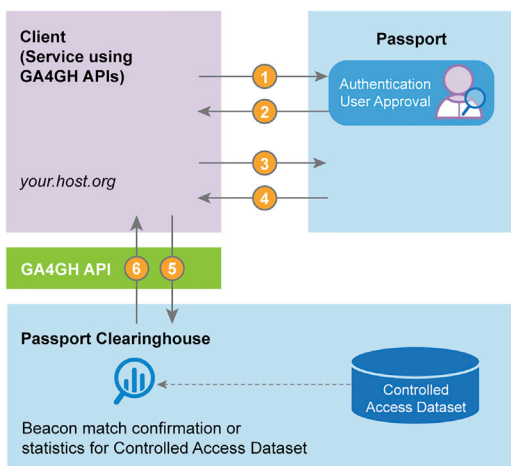 Client
(Service using
GA4GH APIs)
your.host.org
Passport
Authentication
User Approval
1
2
3
4
GA4GH API
6
5
Passport Clearinghouse
Beacon match confirmation or
statistics for Controlled Access Dataset
Controlled
Access Dataset